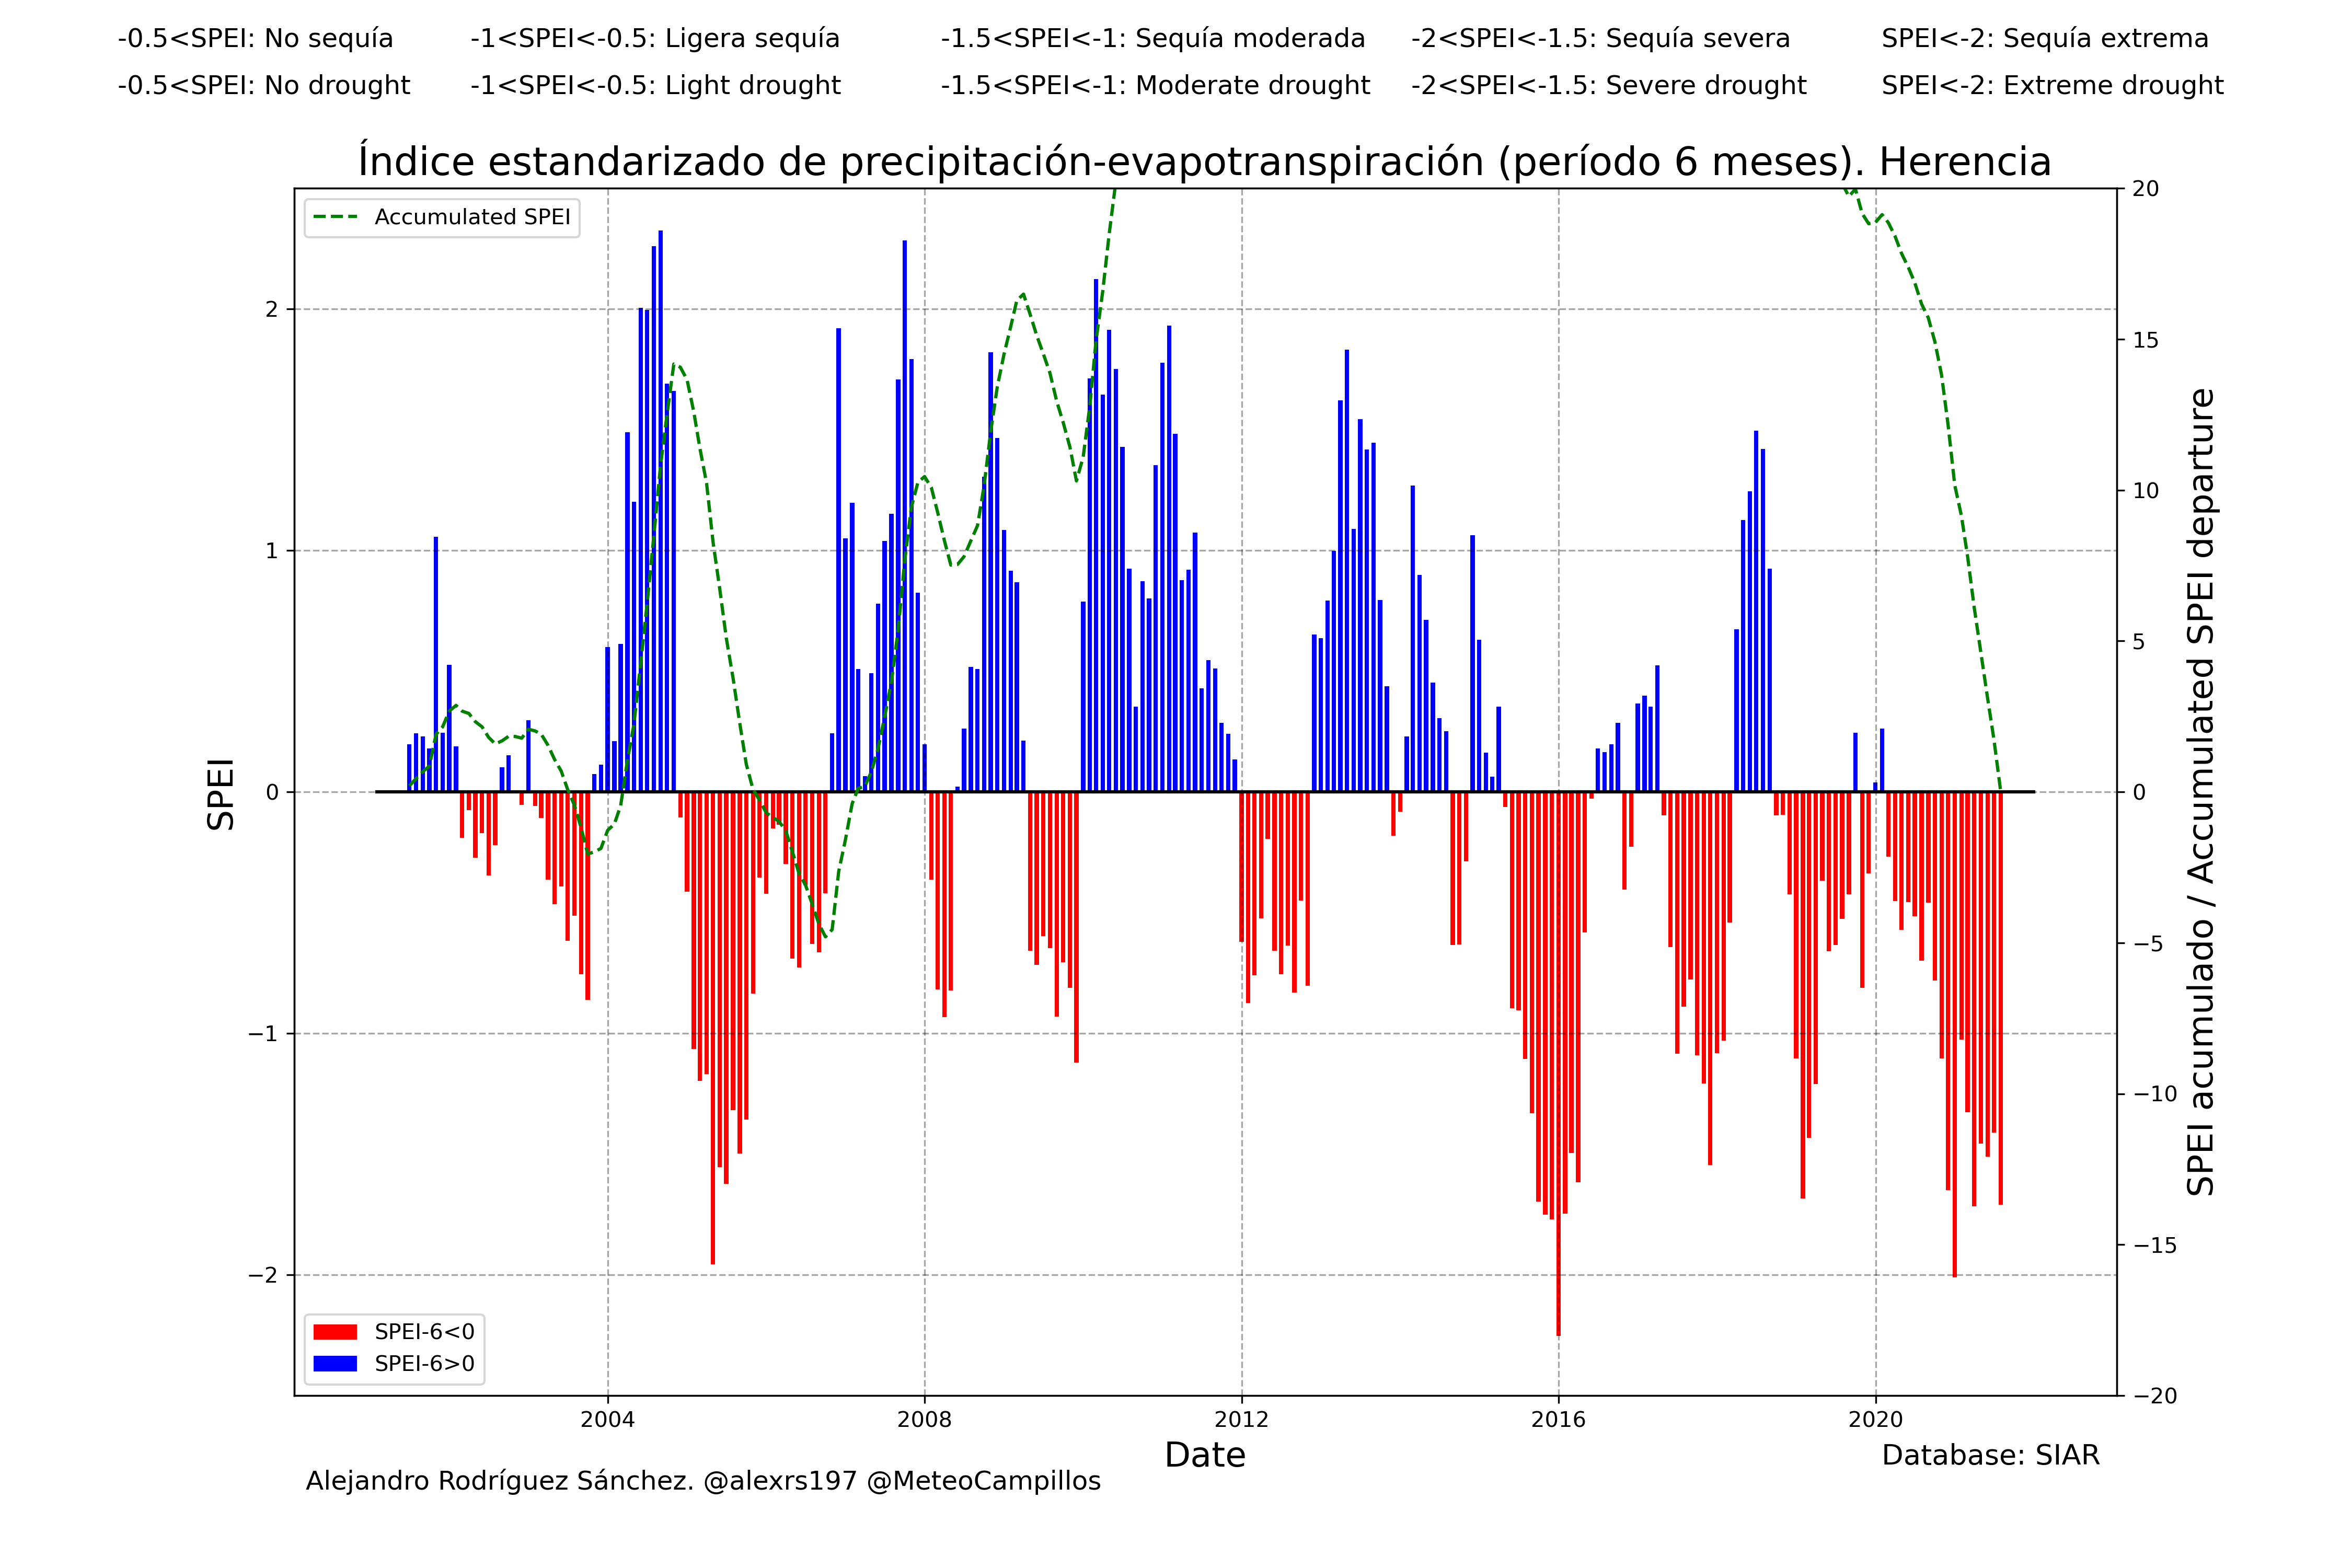 -0.5<SPEI: No sequía
-1<SPEI<-0.5: Ligera sequía
-1.5<SPEI<-1: Sequía moderada
-2<SPEI<-1.5: Sequía severa
SPEI<-2: Sequía extrema
-0.5<SPEI: No drought
-1<SPEI<-0.5: Light drought
-1.5<SPEI<-1: Moderate drought
-2<SPEI<-1.5: Severe drought
SPEI<-2: Extreme drought
Índice estandarizado de precipitación-evapotranspiración (período 6 meses). Herencia
Accumulated SPEI
SPEI
2
1
0
−1
−2
20
15
10
5
0
−5
−10
−15
−20
SPEI acumulado / Accumulated SPEI departure
SPEI-6<0
SPEI-6>0
2004
2008
2012
2016
2020
Date
Database: SIAR
Alejandro Rodríguez Sánchez. @alexrs197 @MeteoCampillos